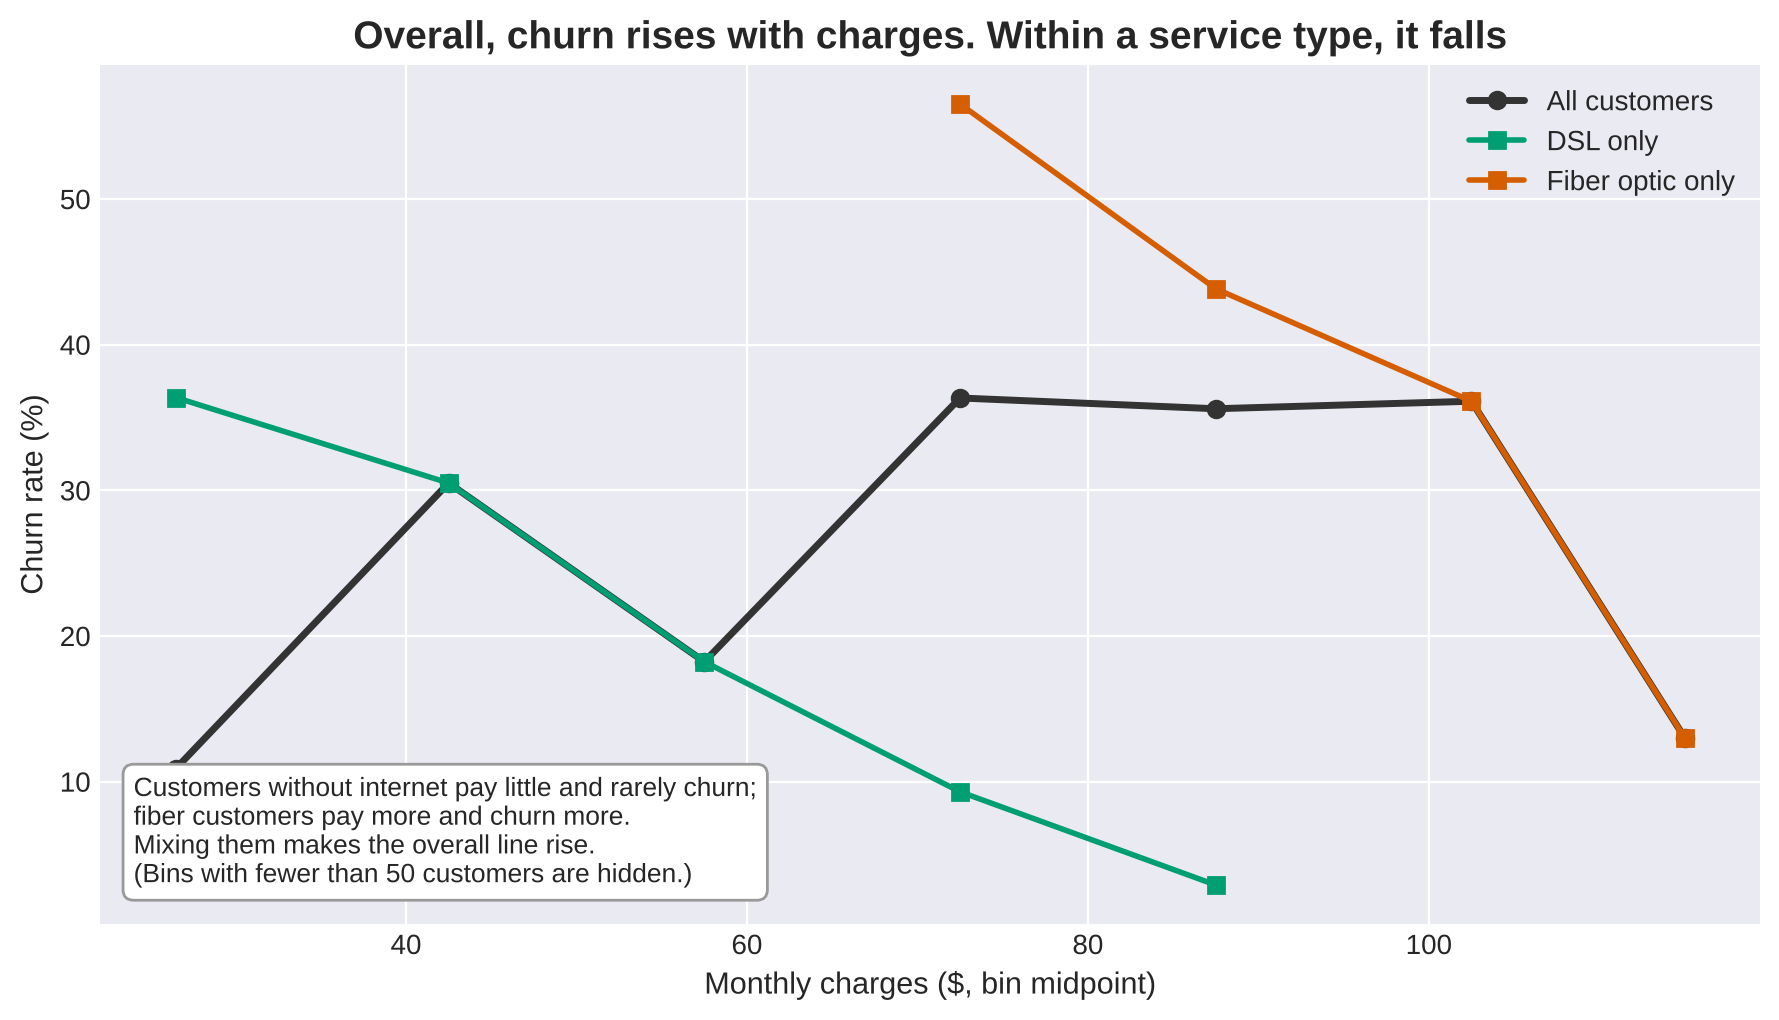 Overall, churn rises with charges. Within a service type, it falls
All customers
DSL only
Fiber optic only
50
40
30
20
10
Churn rate (%)
Customers without internet pay little and rarely churn;
fiber customers pay more and churn more.
Mixing them makes the overall line rise.
(Bins with fewer than 50 customers are hidden.)
40
60
80
100
Monthly charges ($, bin midpoint)